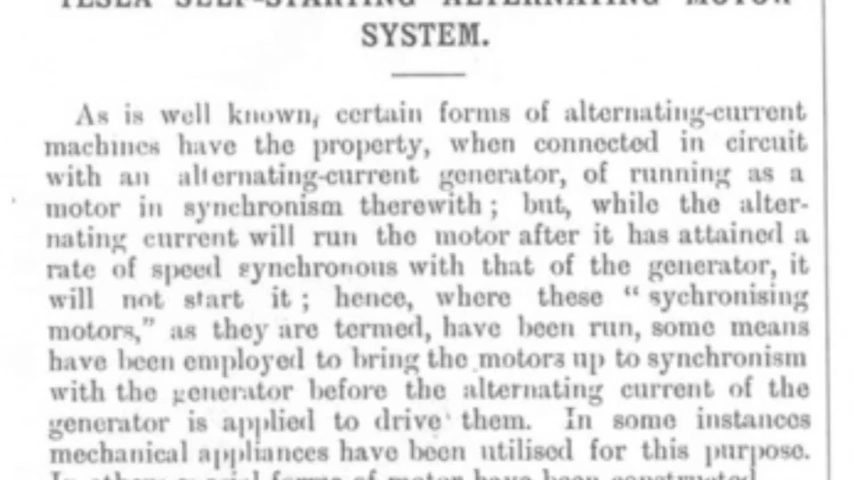 TESLA SELF-STARTING ALTERNATING MOTOR
SYSTEM.
As is well known, certain forms of alternating-current
machines have the property, when connected in circuit
with an alternating-current generator, of running as a
motor in synchronism therewith; but, while the alter-
nating current will run the motor after it has attained a
rate of speed synchronous with that of the generator, it
will not start it; hence, where these “sychronising
motors,” as they are termed, have been run, some means
have been employed to bring the motors up to synchronism
with the generator before the alternating current of the
generator is applied to drive them. In some instances
mechanical appliances have been utilised for this purpose.
In others special forms of motor have been constructed